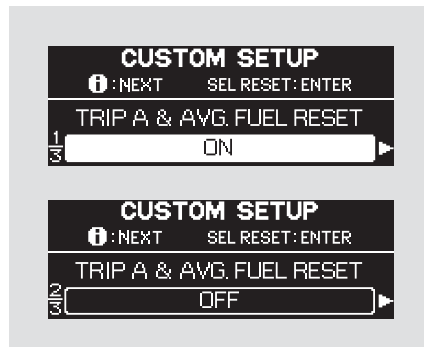 CUSTOM SETUP
i :NEXT SEL RESET: ENTER
TRIP A & AVG. FUEL RESET
1/3 ON
CUSTOM SETUP
i :NEXT SEL RESET: ENTER
TRIP A & AVG. FUEL RESET
2/3 OFF